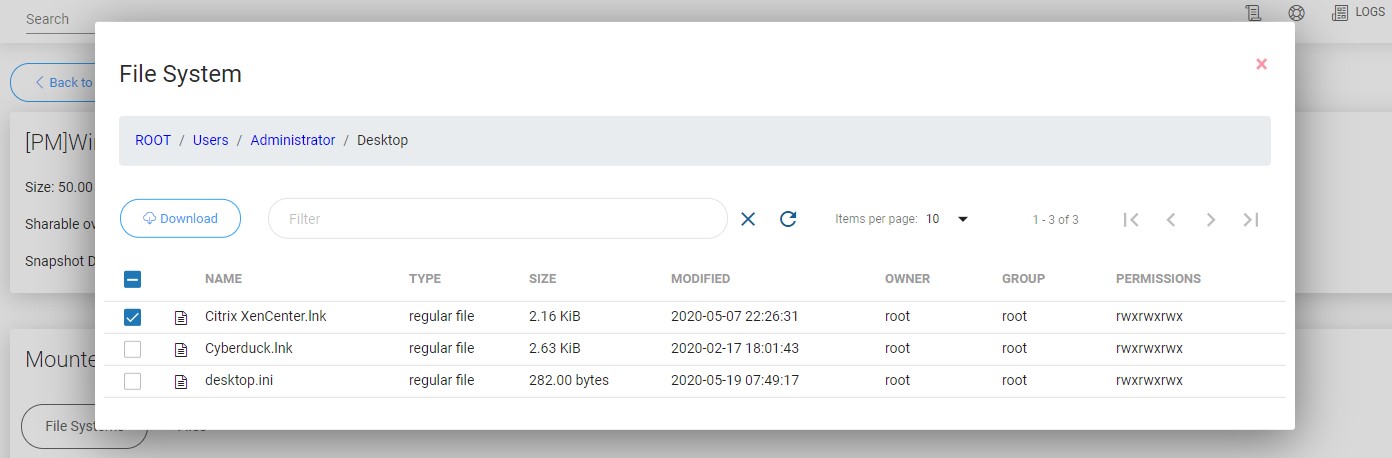 Search
LOGS
Back to
File System
ROOT / Users / Administrator / Desktop
Download
Filter
Items per page: 10
1 - 3 of 3
NAME TYPE SIZE MODIFIED OWNER GROUP PERMISSIONS
Citrix XenCenter.lnk regular file 2.16 KiB 2020-05-07 22:26:31 root root rwxrwxrwx
Cyberduck.lnk regular file 2.63 KiB 2020-02-17 18:01:43 root root rwxrwxrwx
desktop.ini regular file 282.00 bytes 2020-05-19 07:49:17 root root rwxrwxrwx
[PM]Wi
Size: 50.00
Sharable ov
Snapshot D
Mounte
File System